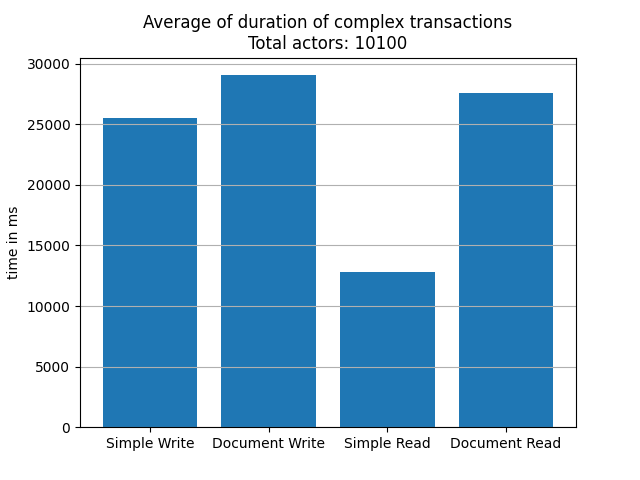 Average of duration of complex transactions
Total actors: 10100
30000
25000
20000
15000
10000
5000
0
time in ms
Simple Write
Document Write
Simple Read
Document Read